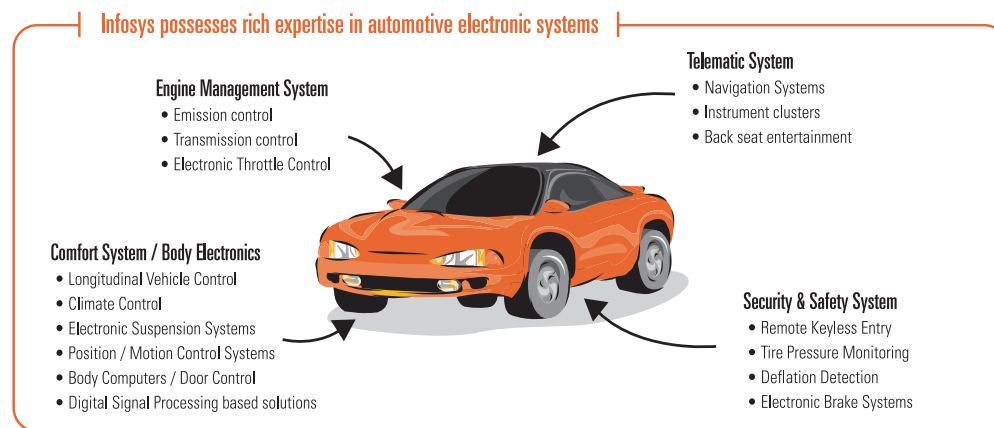 Infosys possesses rich expertise in automotive electronic systems
Engine Management System
• Emission control
• Transmission control
• Electronic Throttle Control
Telematic System
• Navigation Systems
• Instrument clusters
• Back seat entertainment
Comfort System / Body Electronics
• Longitudinal Vehicle Control
• Climate Control
• Electronic Suspension Systems
• Position / Motion Control Systems
• Body Computers / Door Control
• Digital Signal Processing based solutions
Security & Safety System
• Remote Keyless Entry
• Tire Pressure Monitoring
• Deflation Detection
• Electronic Brake Systems